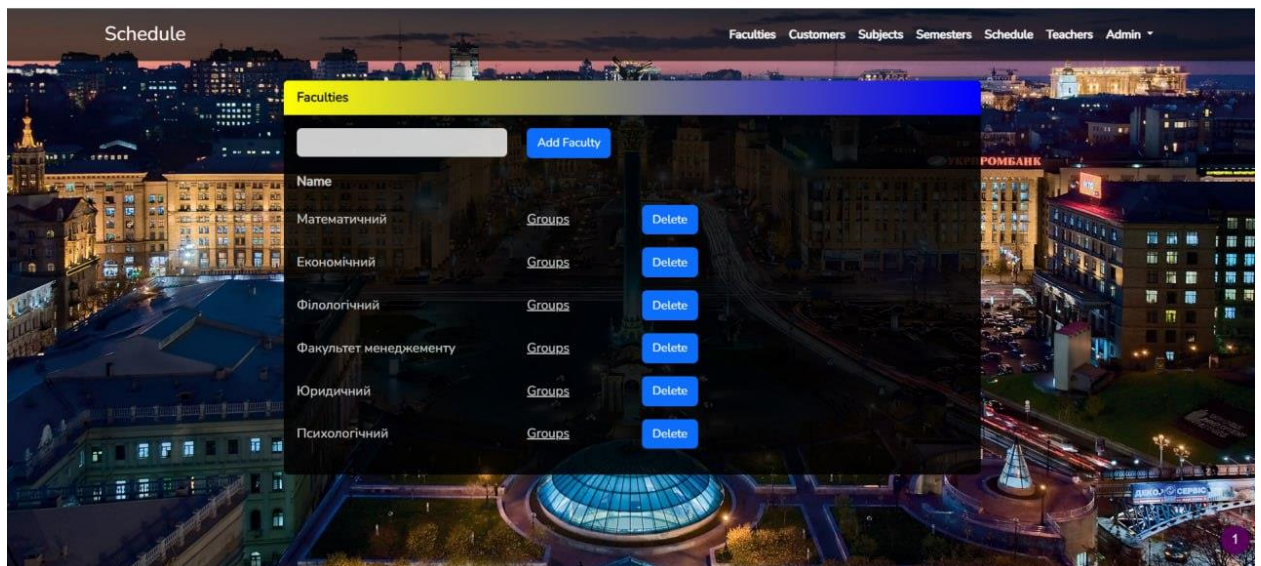 Schedule
Faculties Customers Subjects Semesters Schedule Teachers Admin
Faculties
Add Faculty
УКРПРОМБАНК
Name
Математичний Groups Delete
Економічний Groups Delete
Філологічний Groups Delete
Факультет менеджменту Groups Delete
Юридичний Groups Delete
Психологічний Groups Delete
1